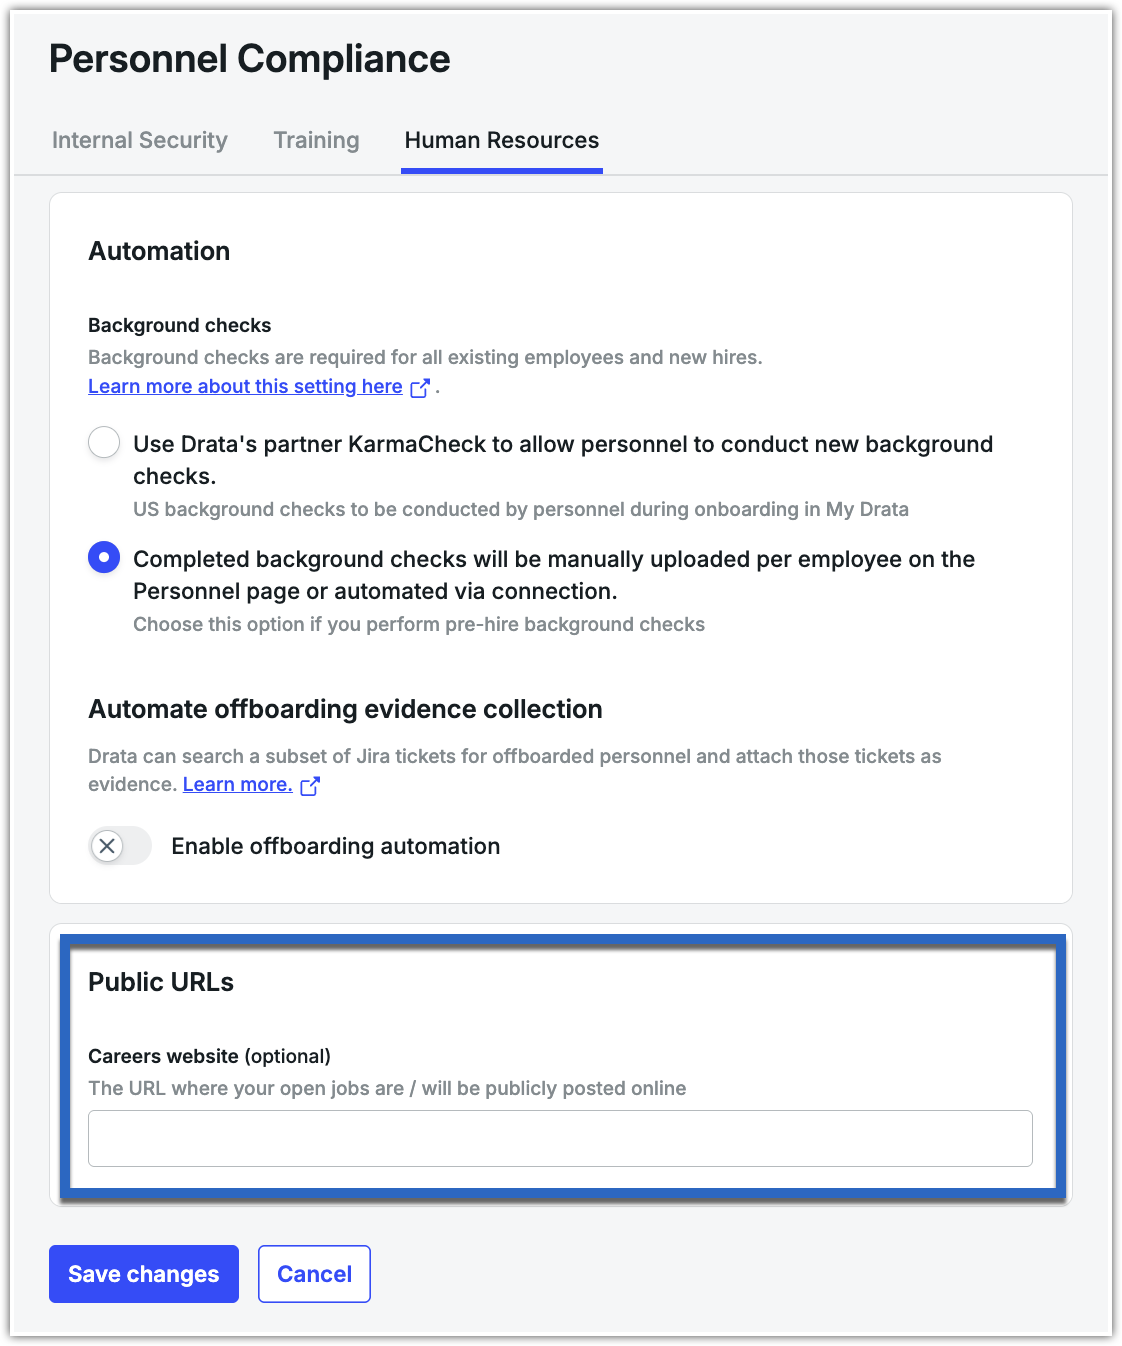 Personnel Compliance
Internal Security
Training
Human Resources
Automation
Background checks
Background checks are required for all existing employees and new hires.
Learn more about this setting here .
Use Drata's partner KarmaCheck to allow personnel to conduct new background
checks.
US background checks to be conducted by personnel during onboarding in My Drata
Completed background checks will be manually uploaded per employee on the
Personnel page or automated via connection.
Choose this option if you perform pre-hire background checks
Automate offboarding evidence collection
Drata can search a subset of Jira tickets for offboarded personnel and attach those tickets as
evidence. Learn more.
Enable offboarding automation
Public URLs
Careers website (optional)
The URL where your open jobs are / will be publicly posted online
Save changes
Cancel